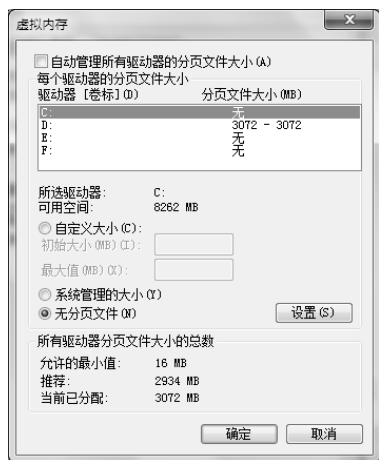 虚拟内存
自动管理所有驱动器的分页文件大小(A)
每个驱动器的分页文件大小
驱动器 [卷标](D) 分页文件大小(MB)
C: 无
D: 3072 - 3072
E: 无
F: 无
所选驱动器: C:
可用空间: 8262 MB
自定义大小(C):
初始大小(MB)(I):
最大值(MB)(X):
系统管理的大小(Y)
无分页文件(N) 设置(S)
所有驱动器分页文件大小的总数
允许的最小值: 16 MB
推荐: 2934 MB
当前已分配: 3072 MB
确定 取消